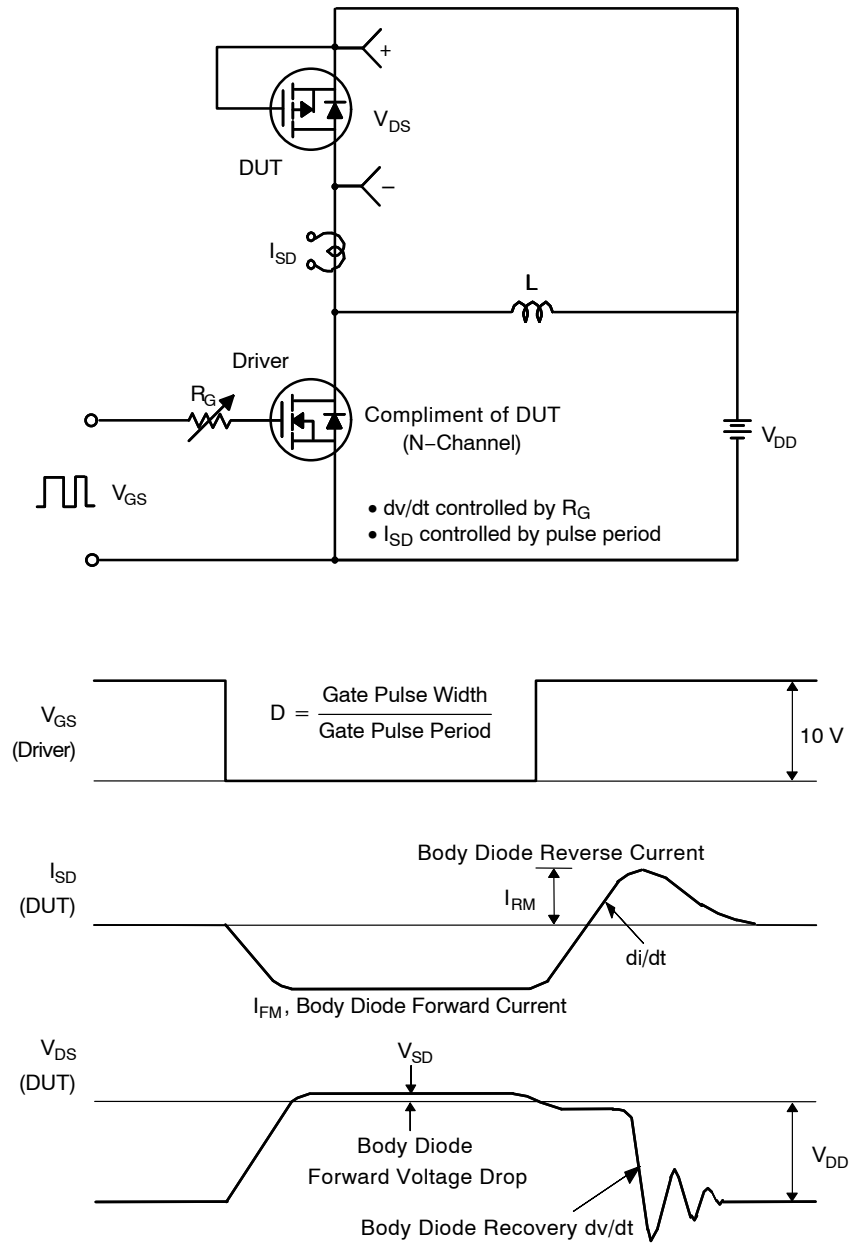 +
V_DS
DUT
−
I_SD
L
Driver
R_G
Compliment of DUT
(N−Channel)
V_DD
V_GS
• dv/dt controlled by R_G
• I_SD controlled by pulse period
V_GS
(Driver)
D = Gate Pulse Width
Gate Pulse Period
10 V
Body Diode Reverse Current
I_SD
(DUT)
I_RM
di/dt
I_FM, Body Diode Forward Current
V_DS
(DUT)
V_SD
Body Diode
Forward Voltage Drop
V_DD
Body Diode Recovery dv/dt